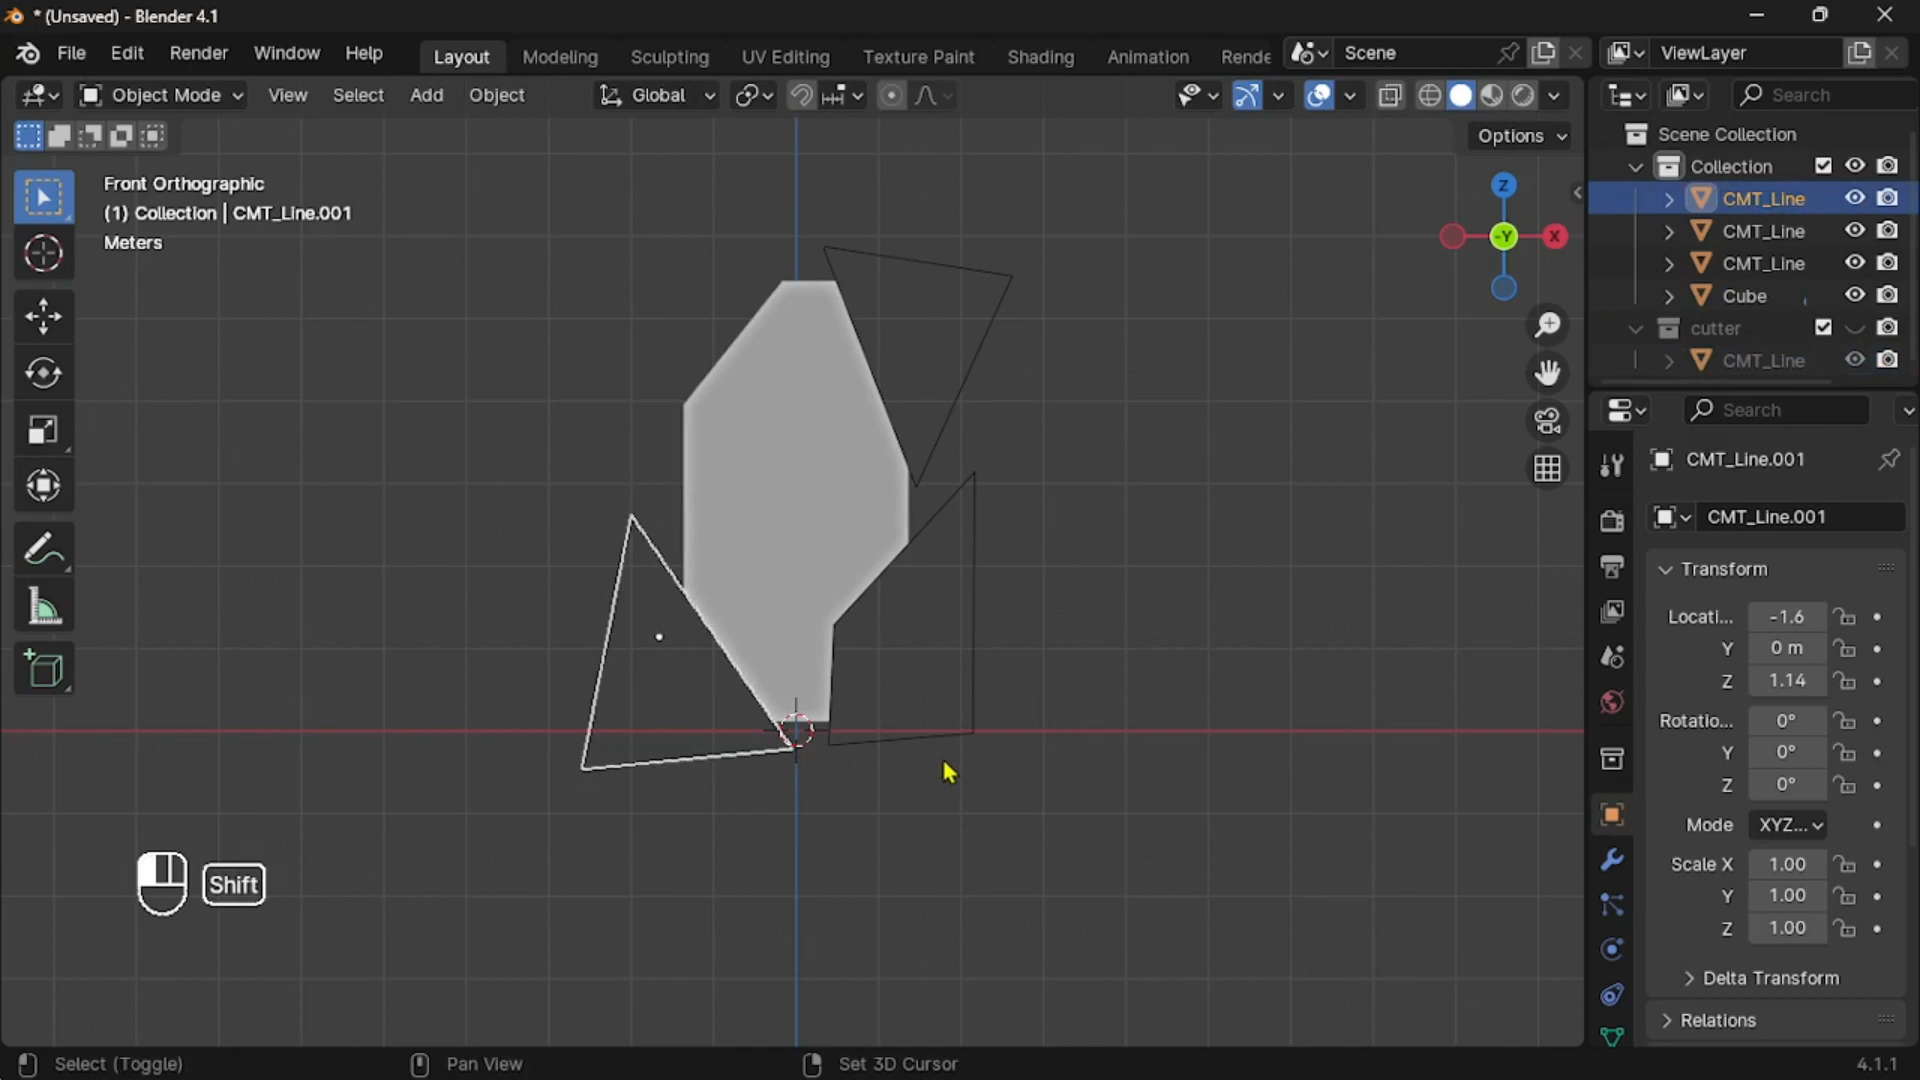 * (Unsaved) - Blender 4.1
File Edit Render Window Help Layout Modeling Sculpting UV Editing Texture Paint Shading Animation Rende Scene ViewLayer
Object Mode View Select Add Object Global Search
Options
Front Orthographic
(1) Collection | CMT_Line.001
Meters
Z
-Y X
Scene Collection
Collection
CMT_Line
CMT_Line
CMT_Line
Cube
cutter
CMT_Line
Search
CMT_Line.001
CMT_Line.001
Transform
Locati... -1.6
Y 0 m
Z 1.14
Rotatio... 0°
Y 0°
Z 0°
Mode XYZ...
Scale X 1.00
Y 1.00
Z 1.00
Delta Transform
Relations
Shift
Select (Toggle) Pan View Set 3D Cursor 4.1.1